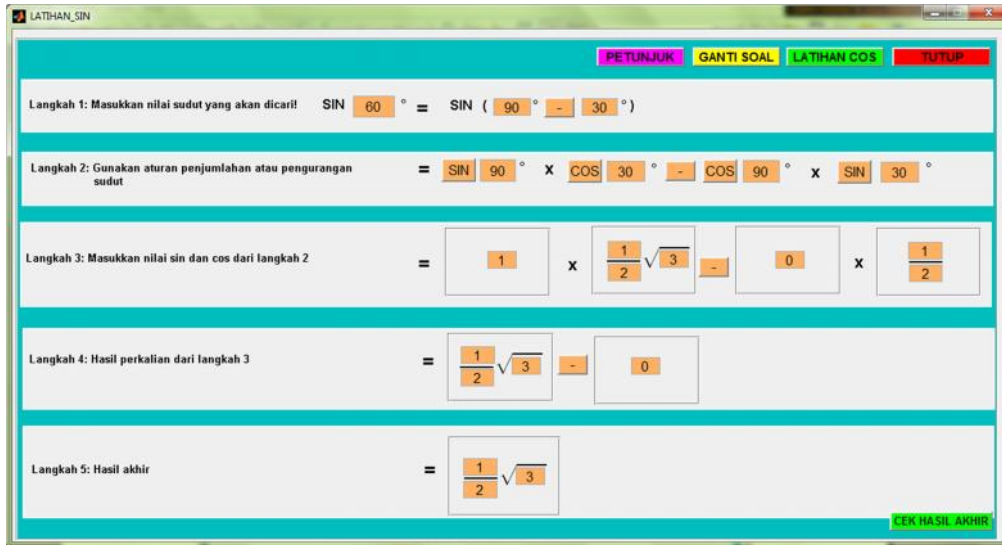 LATIHAN_SIN
PETUNJUK GANTI SOAL LATIHAN COS TUTUP
Langkah 1: Masukkan nilai sudut yang akan dicari! SIN 60 ° = SIN ( 90 ° - 30 ° )
Langkah 2: Gunakan aturan penjumlahan atau pengurangan
sudut
= SIN 90 ° x COS 30 ° - COS 90 ° x SIN 30 °
Langkah 3: Masukkan nilai sin dan cos dari langkah 2 = 1 x 1/2 √3 - 0 x 1/2
Langkah 4: Hasil perkalian dari langkah 3 = 1/2 √3 - 0
Langkah 5: Hasil akhir = 1/2 √3
CEK HASIL AKHIR